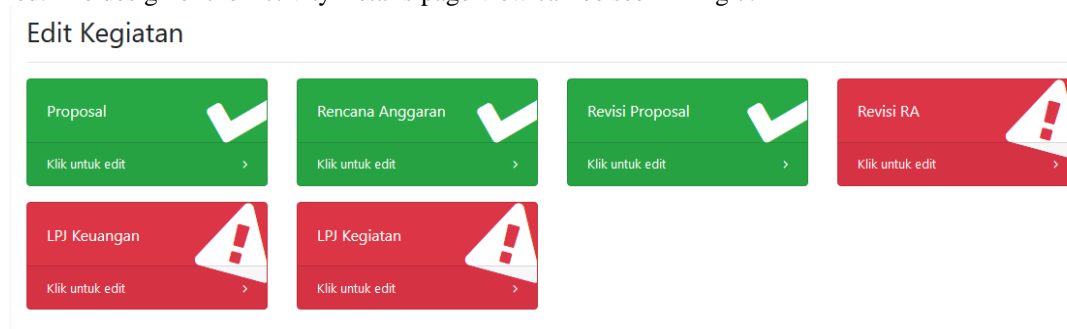 Edit Kegiatan
Proposal
Klik untuk edit
Rencana Anggaran
Klik untuk edit
Revisi Proposal
Klik untuk edit
Revisi RA
Klik untuk edit
LPJ Keuangan
Klik untuk edit
LPJ Kegiatan
Klik untuk edit